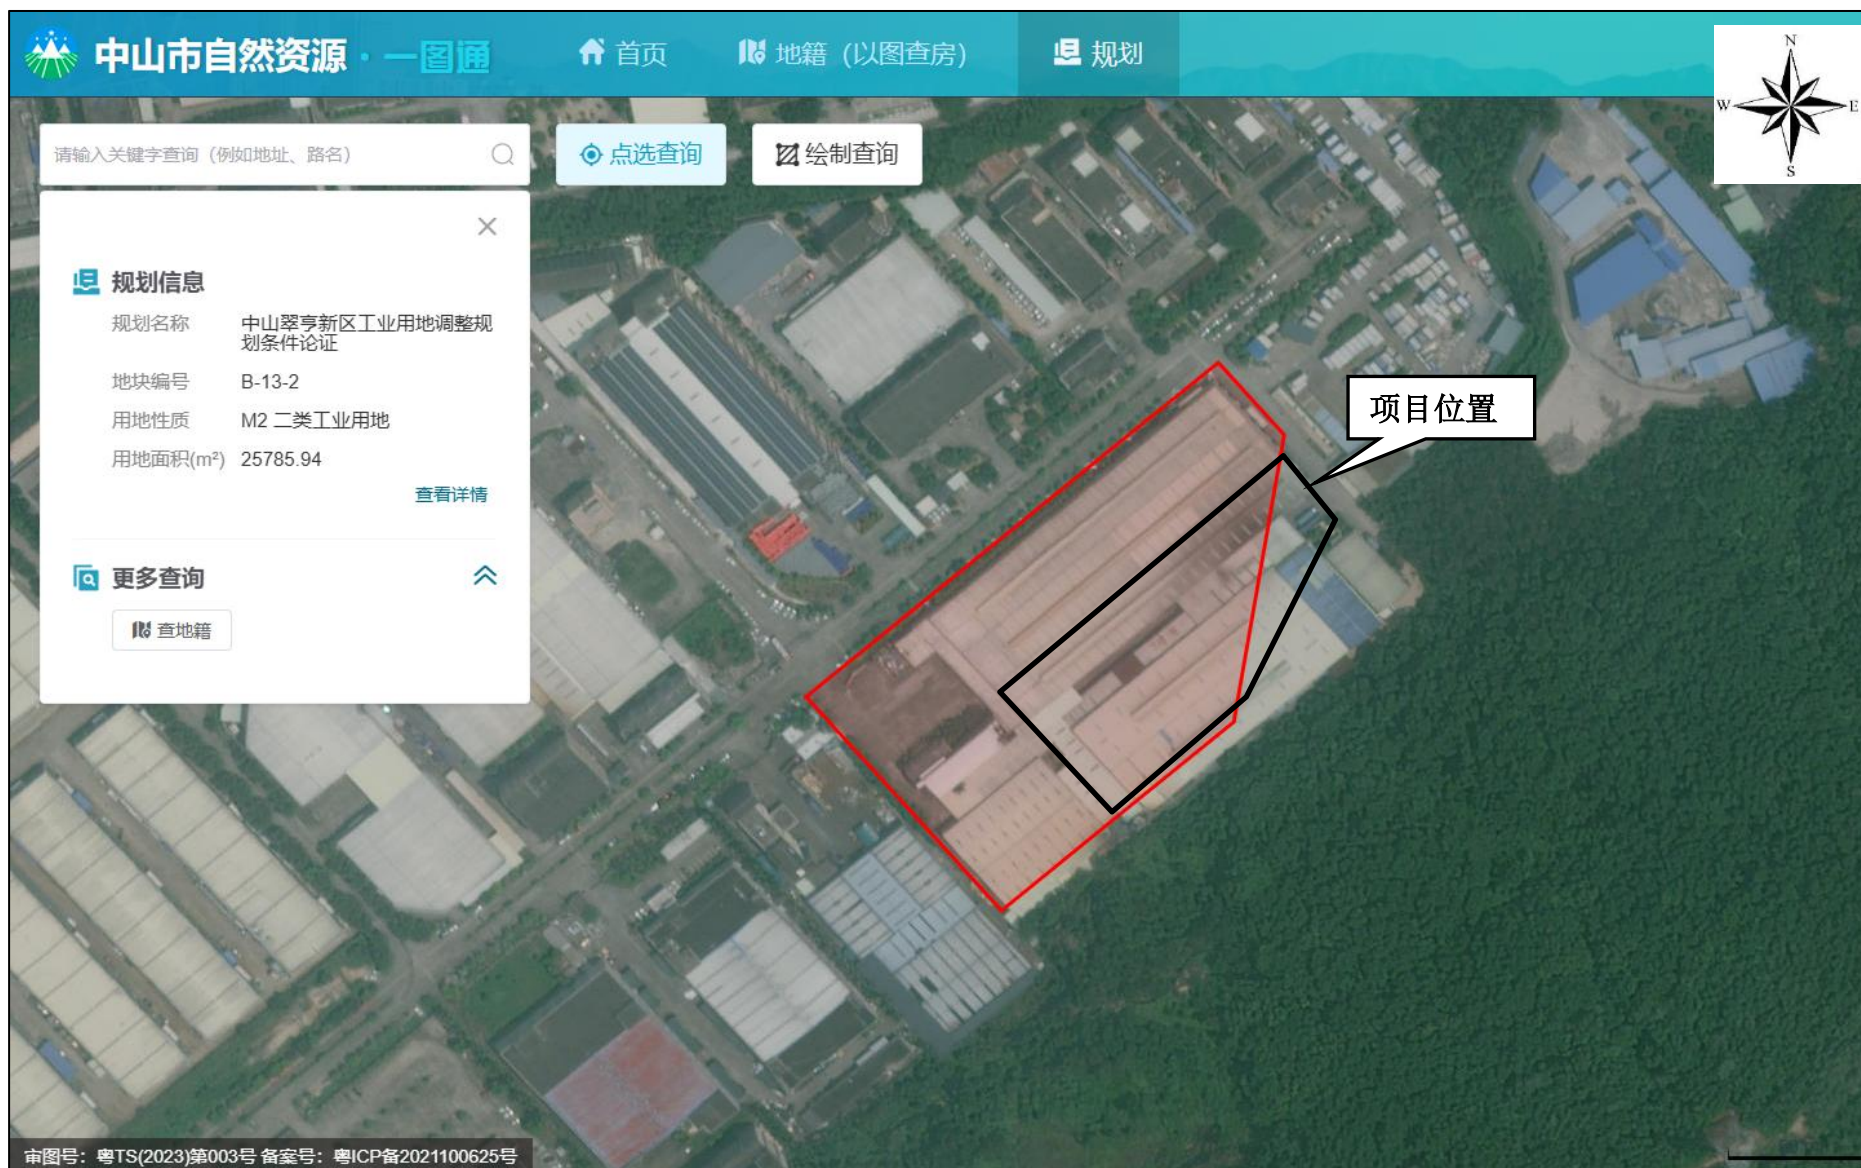 中山市自然资源·一图通
首页
地籍（以图查房）
规划
N
W
E
S
请输入关键字查询（例如地址、路名）
点选查询
绘制查询
规划信息
规划名称 中山翠亨新区工业用地调整规
划条件论证
地块编号 B-13-2
用地性质 M2 二类工业用地
用地面积(m²) 25785.94
查看详情
更多查询
查地籍
项目位置
审图号：粤TS(2023)第003号 备案号：粤ICP备2021100625号